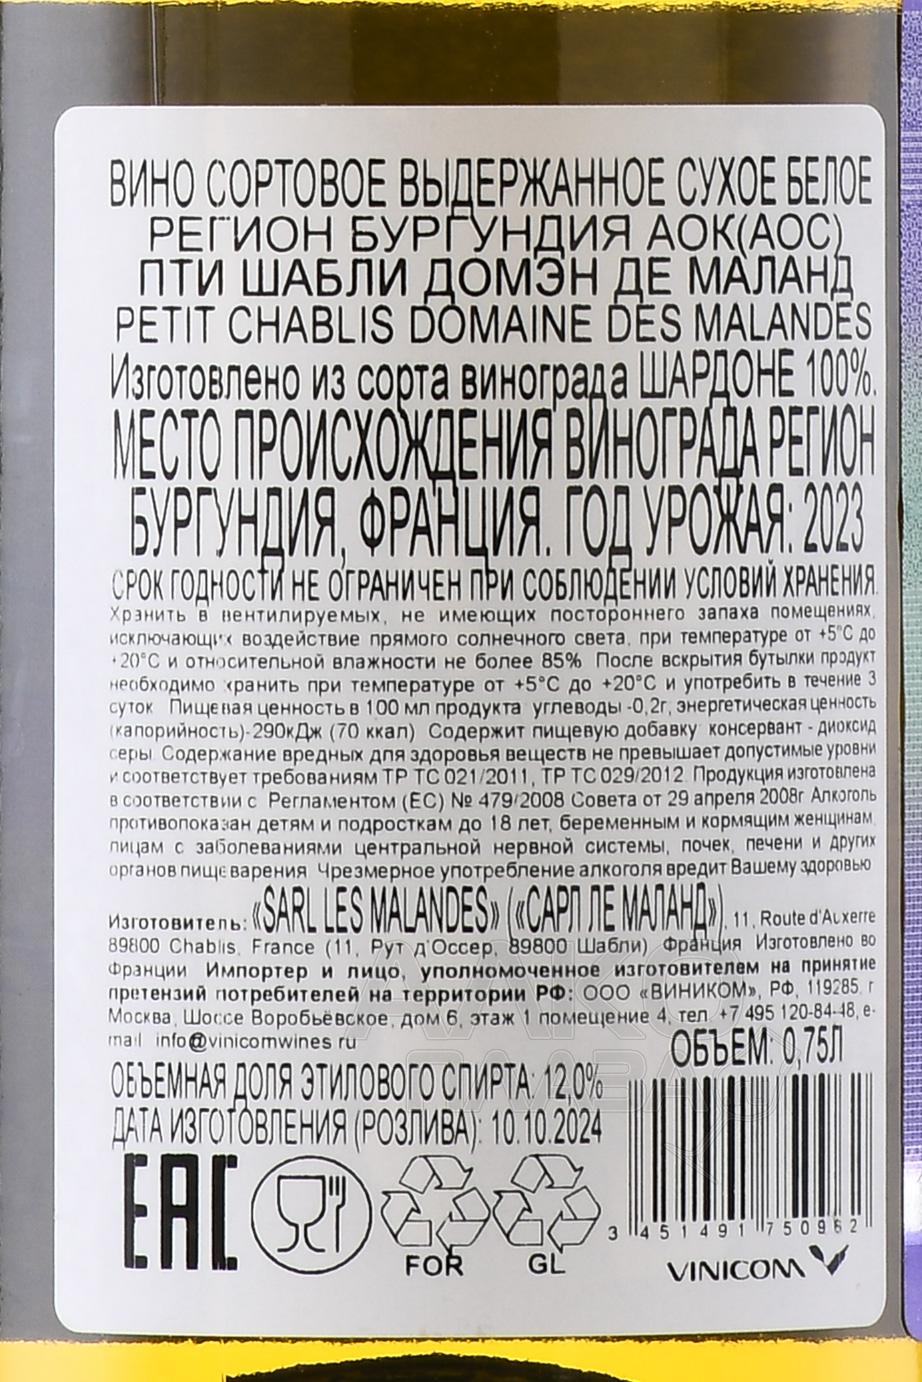 ВИНО СОРТОВОЕ ВЫДЕРЖАННОЕ СУХОЕ БЕЛОЕ
РЕГИОН БУРГУНДИЯ АОК(АОС)
ПТИ ШАБЛИ ДОМЭН ДЕ МАЛАНД
PETIT CHABLIS DOMAINE DES MALANDES
Изготовлено из сорта винограда ШАРДОНЕ 100%.
МЕСТО ПРОИСХОЖДЕНИЯ ВИНОГРАДА РЕГИОН
БУРГУНДИЯ, ФРАНЦИЯ. ГОД УРОЖАЯ: 2023
СРОК ГОДНОСТИ НЕ ОГРАНИЧЕН ПРИ СОБЛЮДЕНИИ УСЛОВИЙ ХРАНЕНИЯ.
Хранить в вентилируемых, не имеющих постороннего запаха помещениях,
исключающих воздействие прямого солнечного света, при температуре от +5°С до
+20°С и относительной влажности не более 85% После вскрытия бутылки продукт
необходимо хранить при температуре от +5°С до +20°С и употребить в течение 3
суток Пищевая ценность в 100 мл продукта углеводы -0,2г, энергетическая ценность
(калорийность)-290кДж (70 ккал) Содержит пищевую добавку консервант - диоксид
серы Содержание вредных для здоровья веществ не превышает допустимые уровни
и соответствует требованиям ТР ТС 021/2011, ТР ТС 029/2012 Продукция изготовлена
в соответствии с Регламентом (ЕС) № 479/2008 Совета от 29 апреля 2008г Алкоголь
противопоказан детям и подросткам до 18 лет, беременным и кормящим женщинам,
лицам с заболеваниями центральной нервной системы, почек, печени и других
органов пищеварения Чрезмерное употребление алкоголя вредит Вашему здоровью
Изготовитель: «SARL LES MALANDES» («САРЛ ЛЕ МАЛАНД»), 11, Route d'Auxerre
89800 Chablis, France (11, Рут д'Оссер, 89800 Шабли) Франция Изготовлено во
Франции Импортер и лицо, уполномоченное изготовителем на принятие
претензий потребителей на территории РФ: ООО «ВИНИКОМ», РФ, 119285, г
Москва, Шоссе Воробьёвское, дом 6, этаж 1 помещение 4, тел +7 495 120-84-48, e-
mail info@vinicomwines ru
ОБЪЕМ: 0,75Л
ОБЪЕМНАЯ ДОЛЯ ЭТИЛОВОГО СПИРТА: 12,0%
ДАТА ИЗГОТОВЛЕНИЯ (РОЗЛИВА): 10.10.2024
EAC
FOR
GL
3 451491 750962
VINICOM